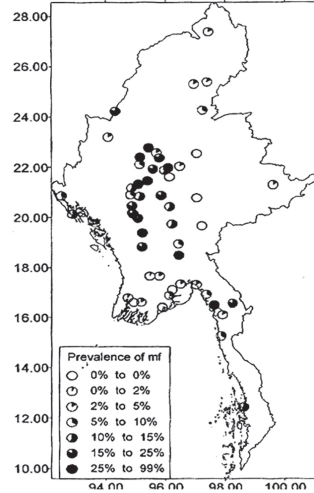 28.00
26.00
24.00
22.00
20.00
18.00
16.00
14.00
12.00
10.00
Prevalence of mf
0% to 0%
0% to 2%
2% to 5%
5% to 10%
10% to 15%
15% to 25%
25% to 99%
94.00 96.00 98.00 100.00